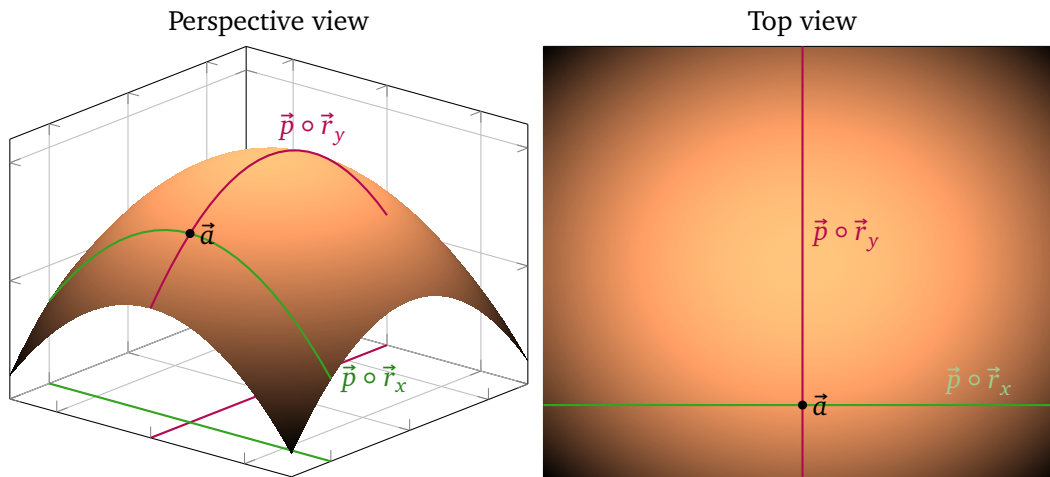 Perspective view
p⃗ ∘ r⃗_y
a⃗
p⃗ ∘ r⃗_x
Top view
p⃗ ∘ r⃗_y
p⃗ ∘ r⃗_x
a⃗